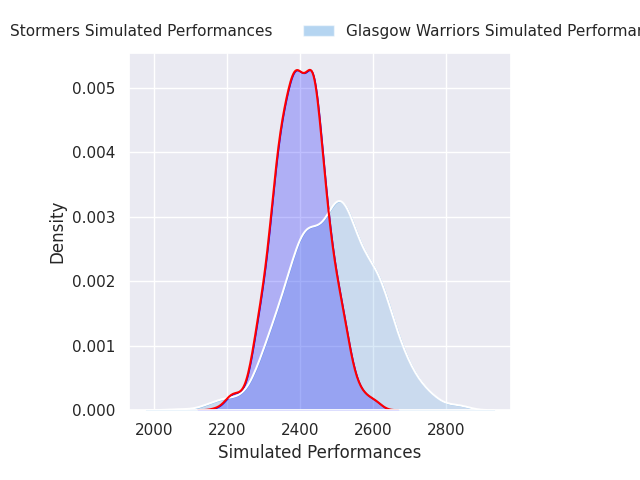 Stormers Simulated Performances
Glasgow Warriors Simulated
0.005
0.004
0.003
0.002
0.001
0.000
Density
2000 2200 2400 2600 2800
Simulated Performances